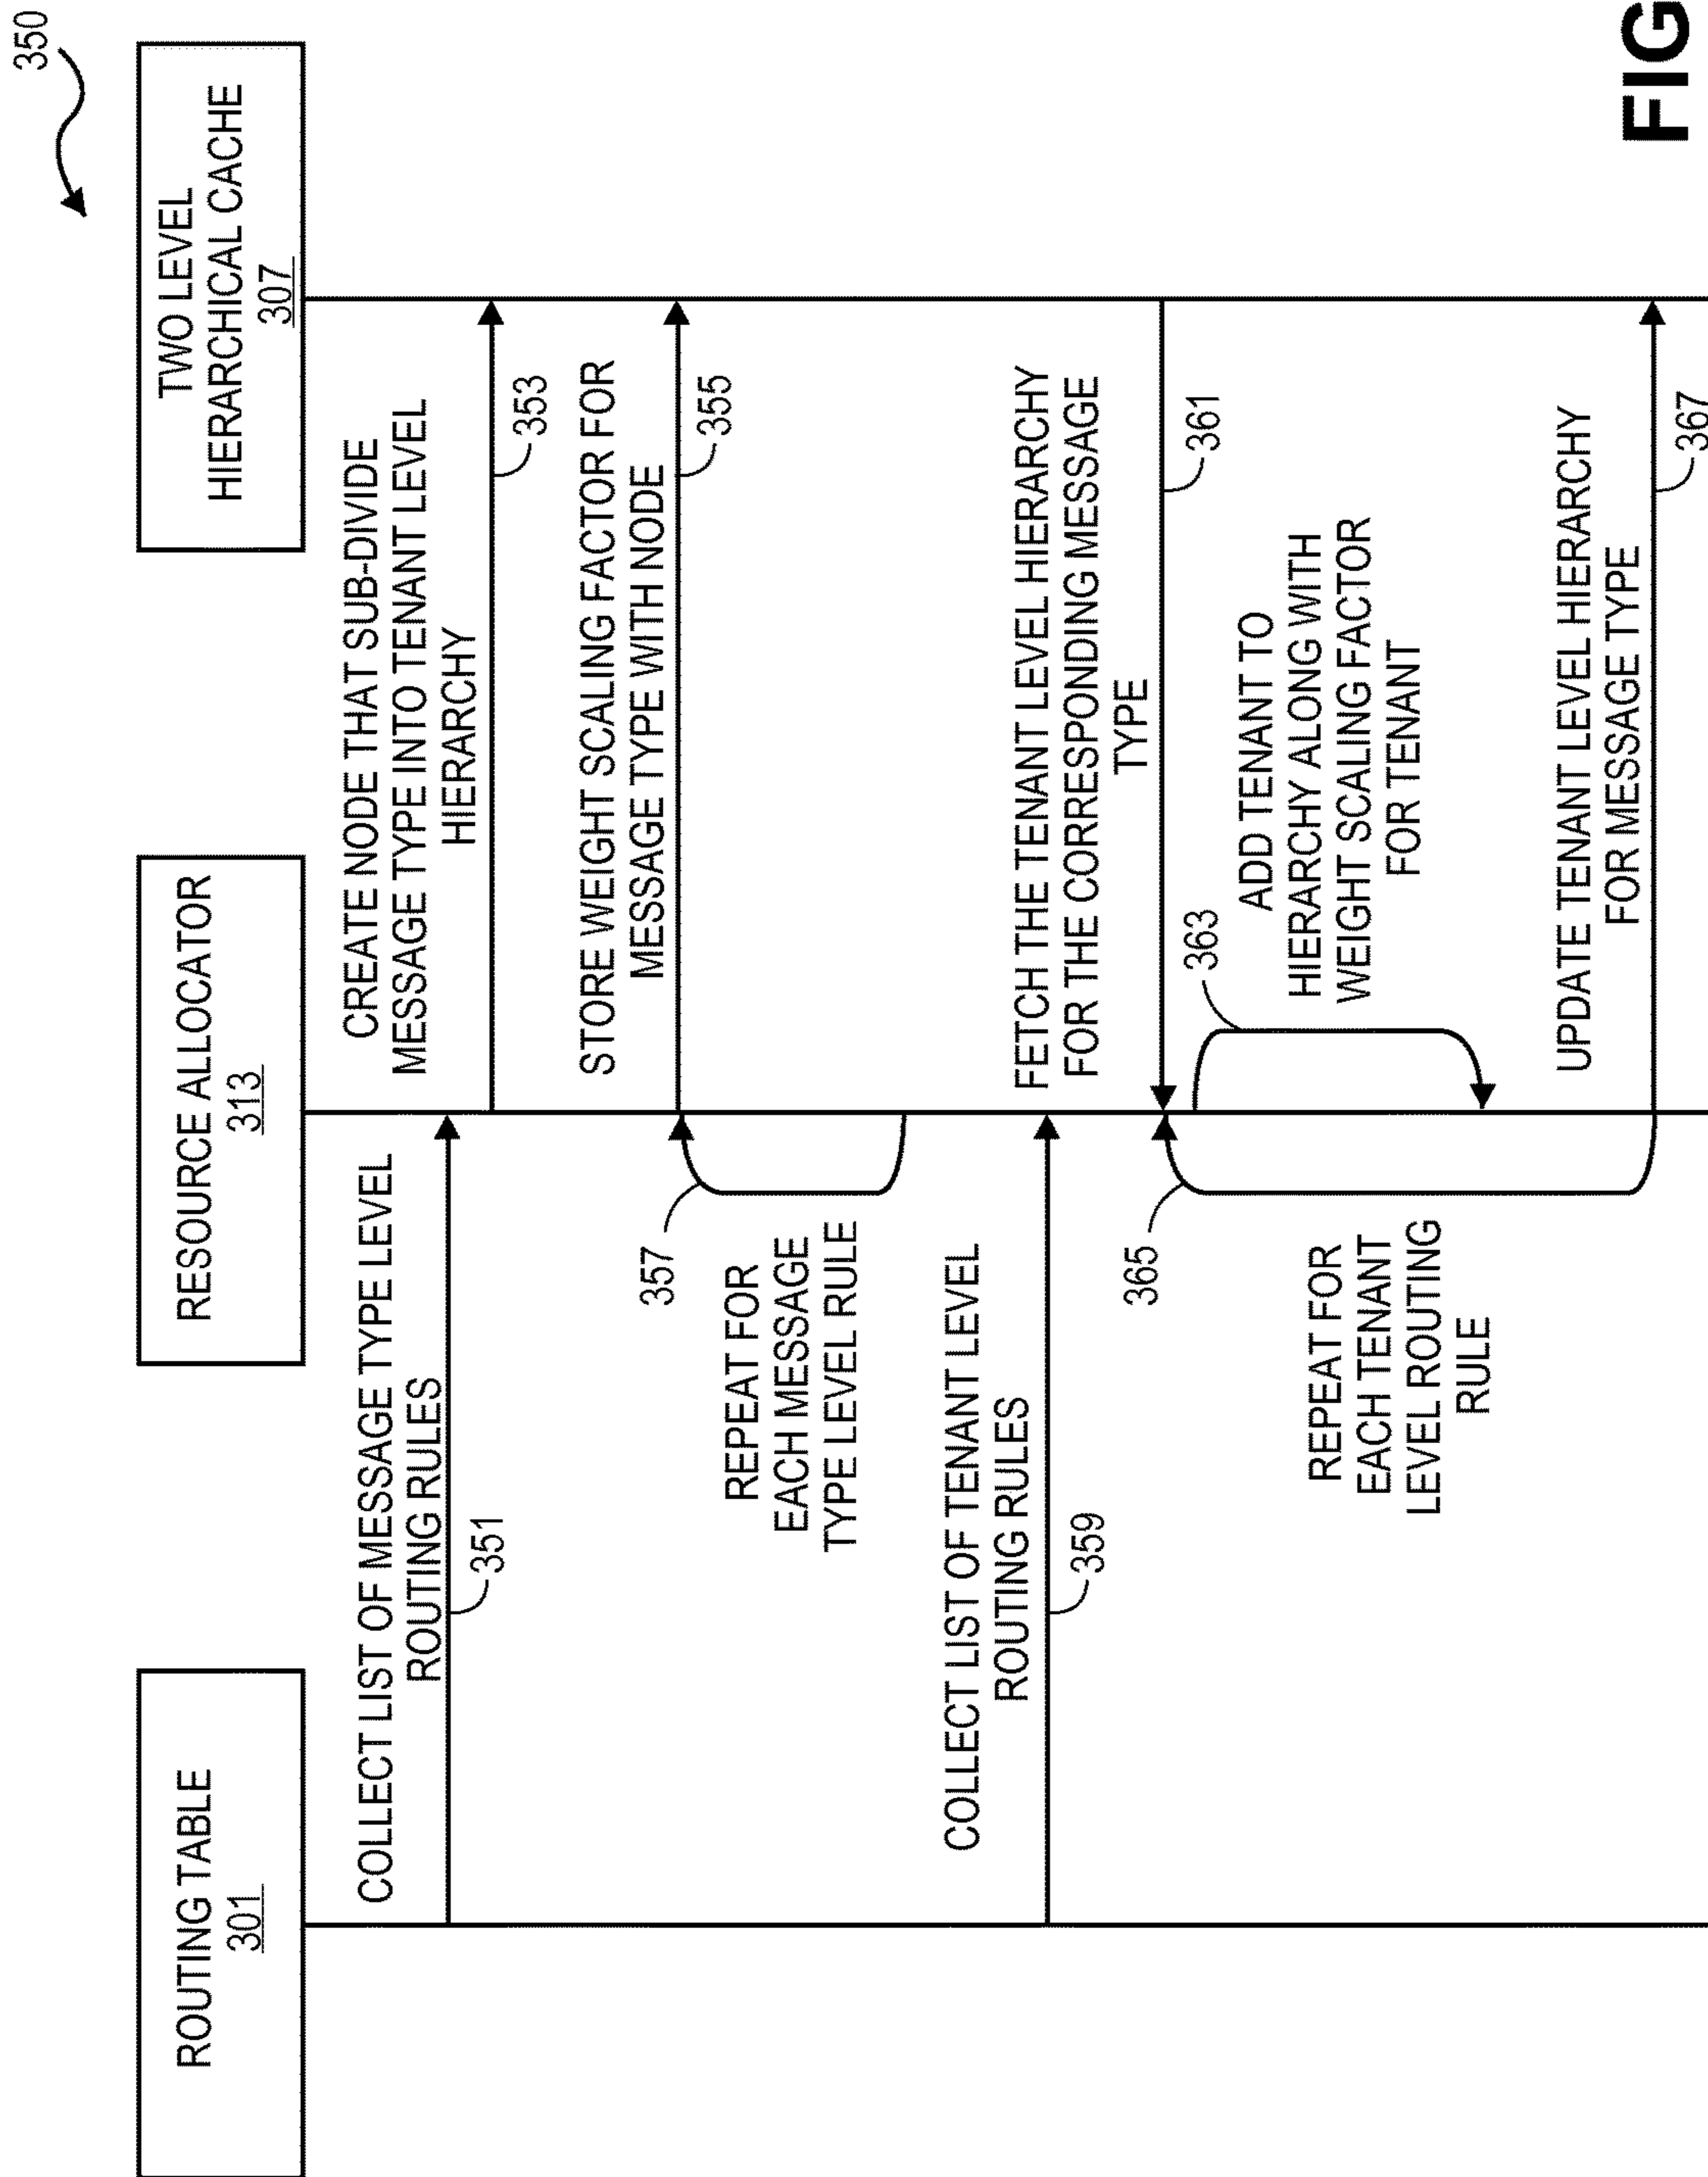 350
ROUTING TABLE
301
RESOURCE ALLOCATOR
313
TWO LEVEL
HIERARCHICAL CACHE
307
COLLECT LIST OF MESSAGE TYPE LEVEL
ROUTING RULES
351
CREATE NODE THAT SUB-DIVIDE
MESSAGE TYPE INTO TENANT LEVEL
HIERARCHY
353
STORE WEIGHT SCALING FACTOR FOR
MESSAGE TYPE WITH NODE
355
357
REPEAT FOR
EACH MESSAGE
TYPE LEVEL RULE
COLLECT LIST OF TENANT LEVEL
ROUTING RULES
359
FETCH THE TENANT LEVEL HIERARCHY
FOR THE CORRESPONDING MESSAGE
TYPE
361
363
ADD TENANT TO
HIERARCHY ALONG WITH
WEIGHT SCALING FACTOR
FOR TENANT
365
REPEAT FOR
EACH TENANT
LEVEL ROUTING
RULE
UPDATE TENANT LEVEL HIERARCHY
FOR MESSAGE TYPE
367
FIG